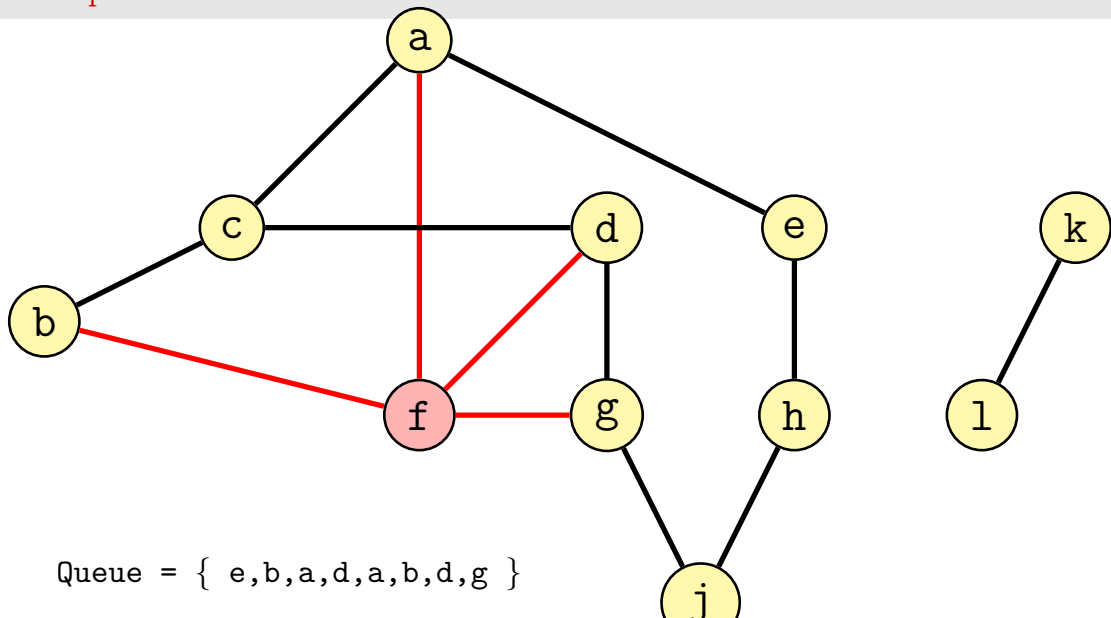 a
c
d
e
k
b
f
g
h
l
Queue = { e,b,a,d,a,b,d,g }
j